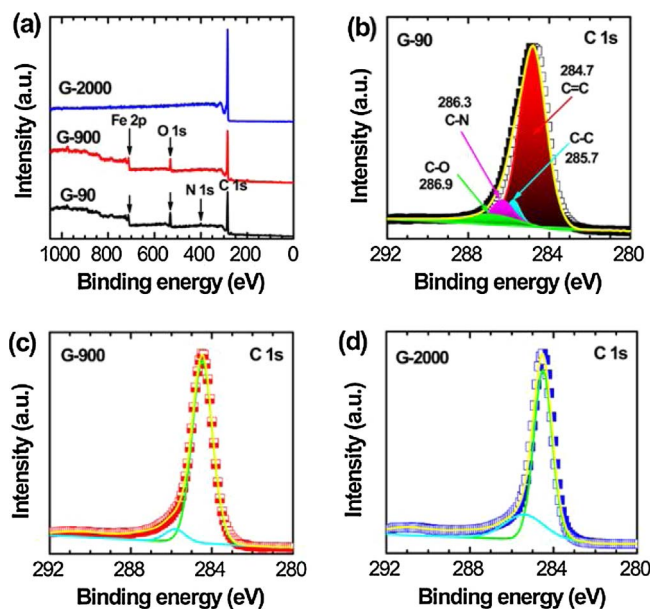 (a)
G-2000
Fe 2p
O 1s
G-900
N 1s
C 1s
G-90
Intensity (a.u.)
1000 800 600 400 200 0
Binding energy (eV)
(b)
G-90
C 1s
284.7
C=C
286.3
C-N
C-C
285.7
C-O
286.9
Intensity (a.u.)
292 288 284 280
Binding energy (eV)
(c)
G-900
C 1s
Intensity (a.u.)
292 288 284 280
Binding energy (eV)
(d)
G-2000
C 1s
Intensity (a.u.)
292 288 284 280
Binding energy (eV)